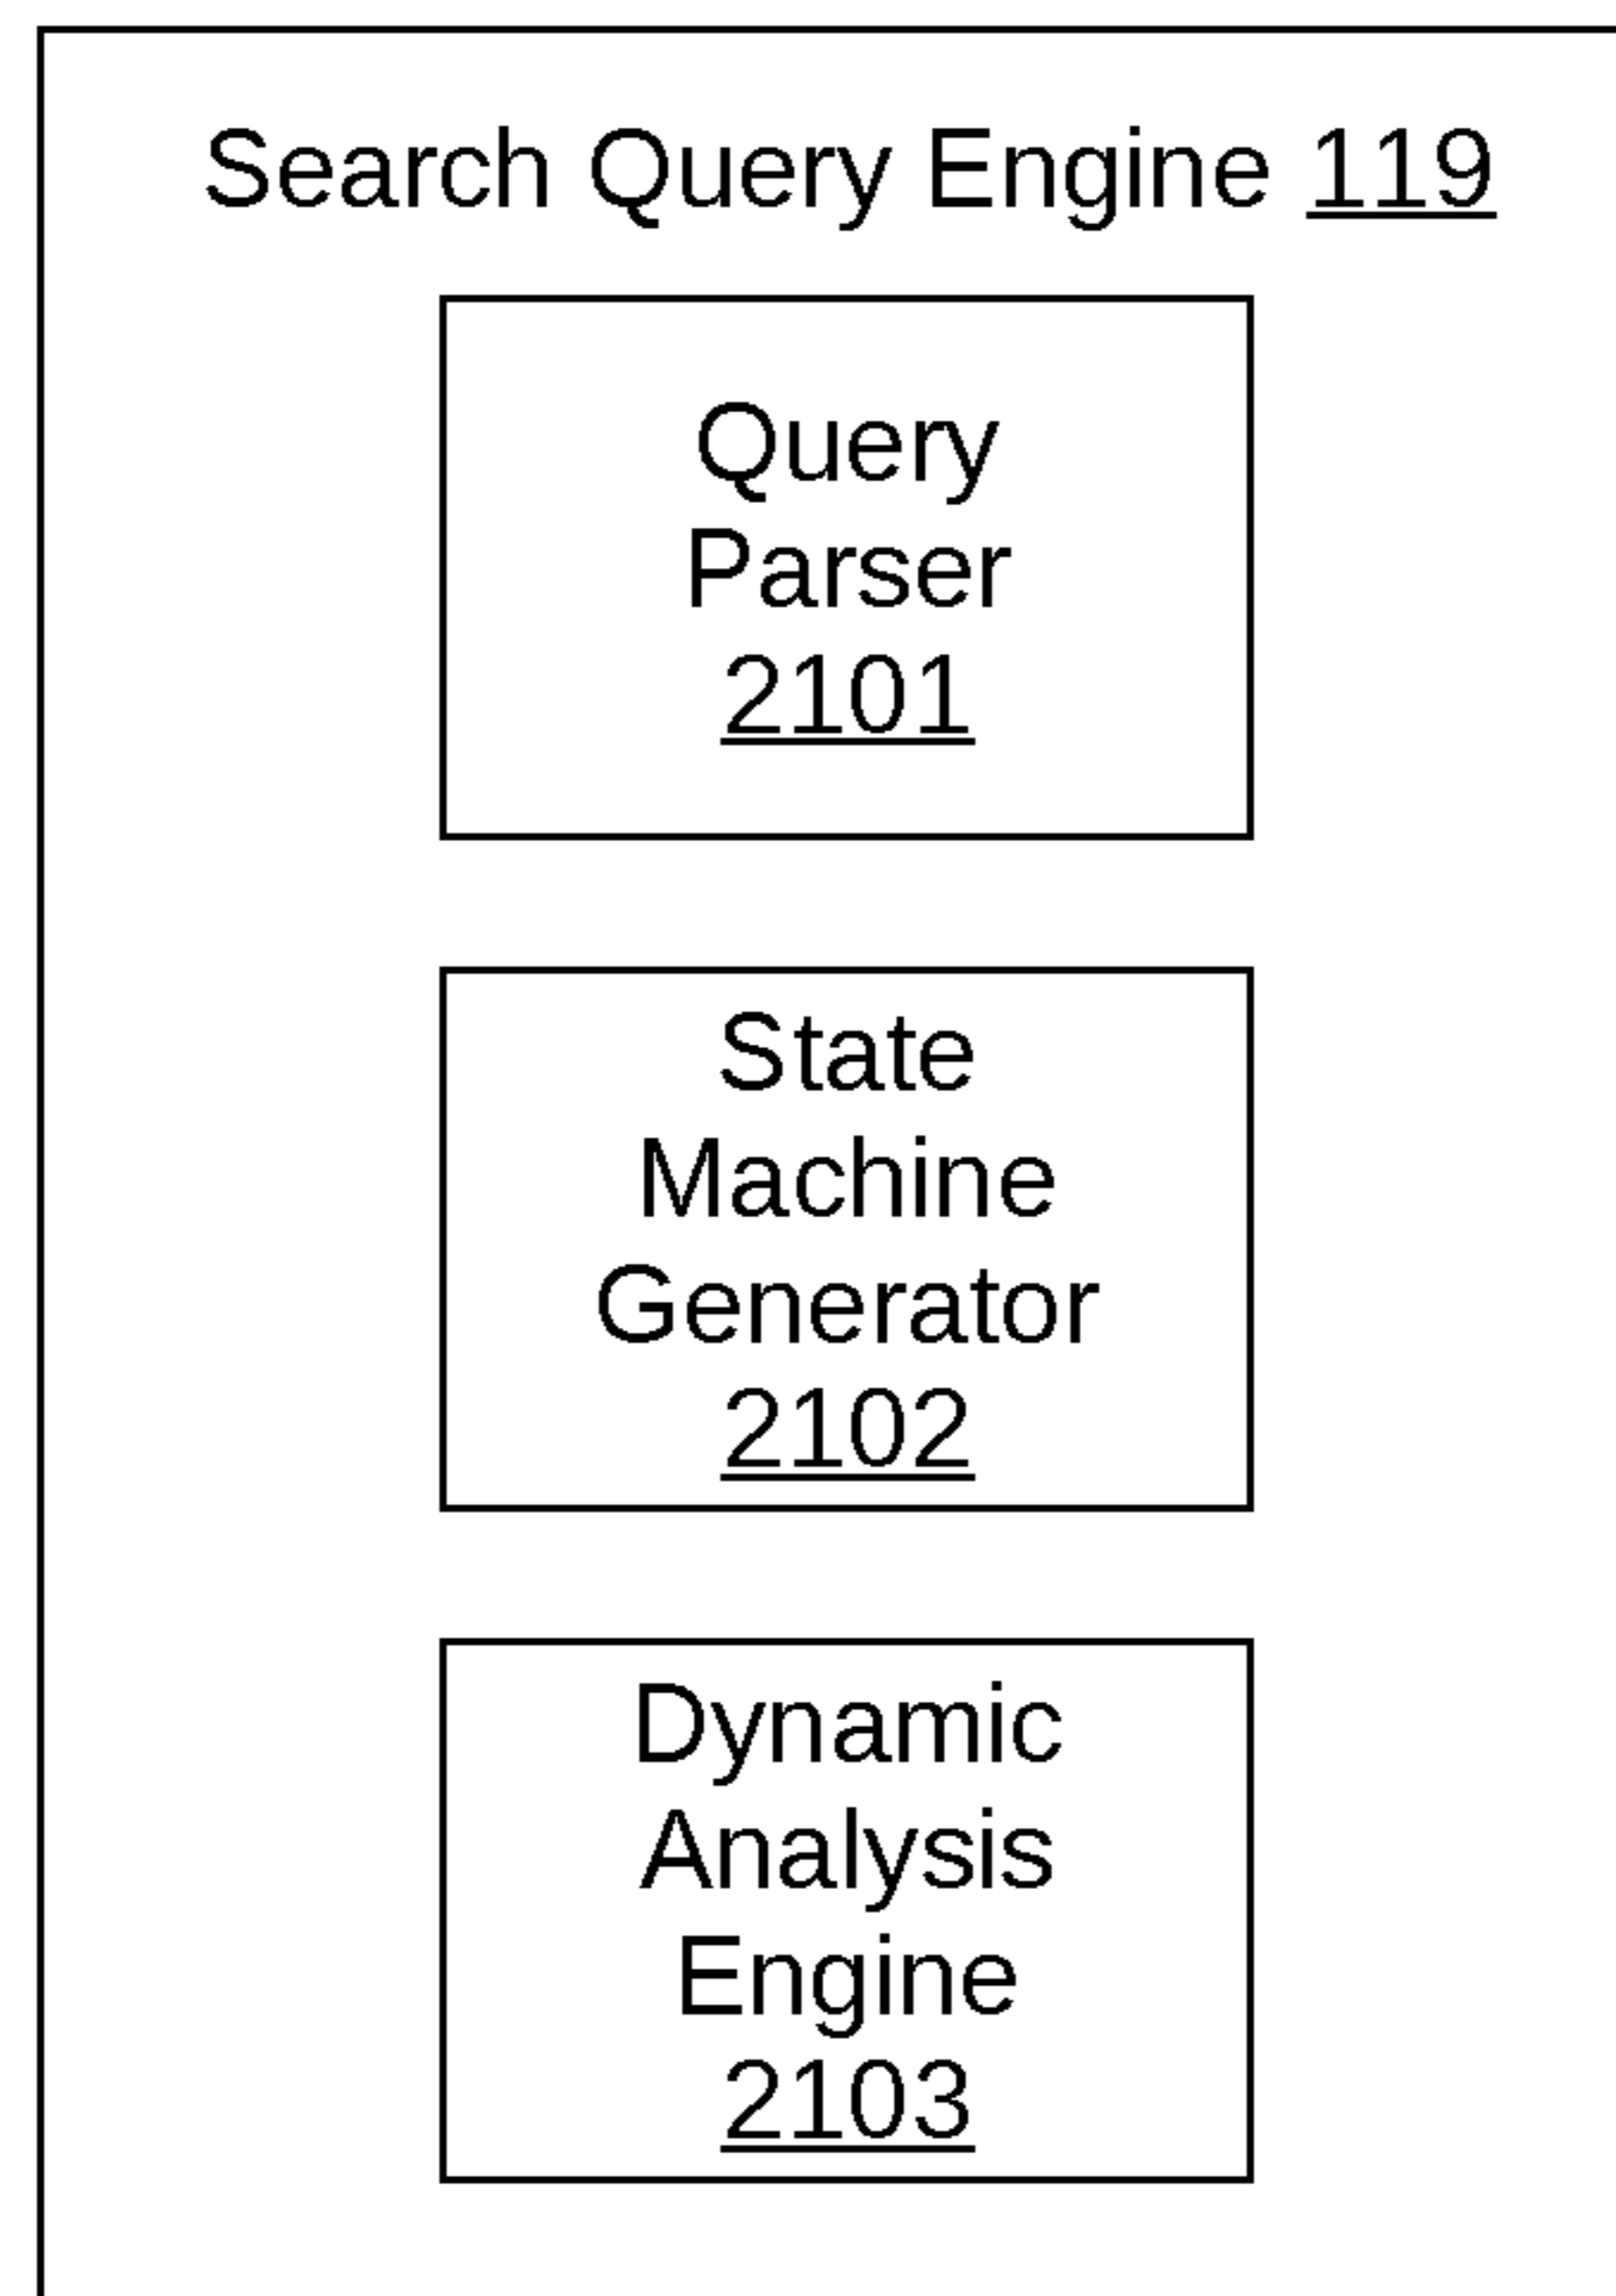 Search Query Engine 119
Query
Parser
2101
State
Machine
Generator
2102
Dynamic
Analysis
Engine
2103